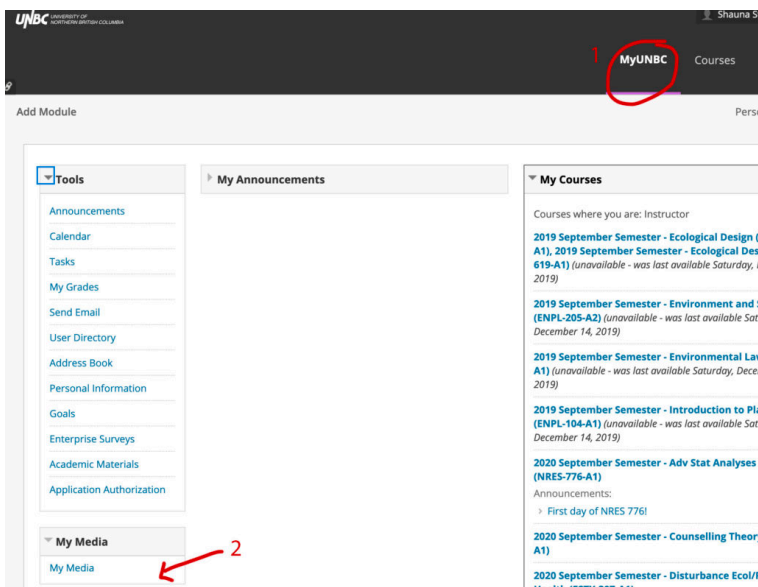 UNBC UNIVERSITY OF
NORTHERN BRITISH COLUMBIA
Shauna S
1
MyUNBC
Courses
Add Module
Pers
Tools
Announcements
Calendar
Tasks
My Grades
Send Email
User Directory
Address Book
Personal Information
Goals
Enterprise Surveys
Academic Materials
Application Authorization
My Media
My Media
2
My Announcements
My Courses
Courses where you are: Instructor
2019 September Semester - Ecological Design (
A1), 2019 September Semester - Ecological Des
619-A1) (unavailable - was last available Saturday,
2019)
2019 September Semester - Environment and
(ENPL-205-A2) (unavailable - was last available Sat
December 14, 2019)
2019 September Semester - Environmental La
A1) (unavailable - was last available Saturday, Dece
2019)
2019 September Semester - Introduction to Pla
(ENPL-104-A1) (unavailable - was last available Sat
December 14, 2019)
2020 September Semester - Adv Stat Analyses
(NRES-776-A1)
Announcements:
First day of NRES 776!
2020 September Semester - Counselling Theor
A1)
2020 September Semester - Disturbance Ecol/